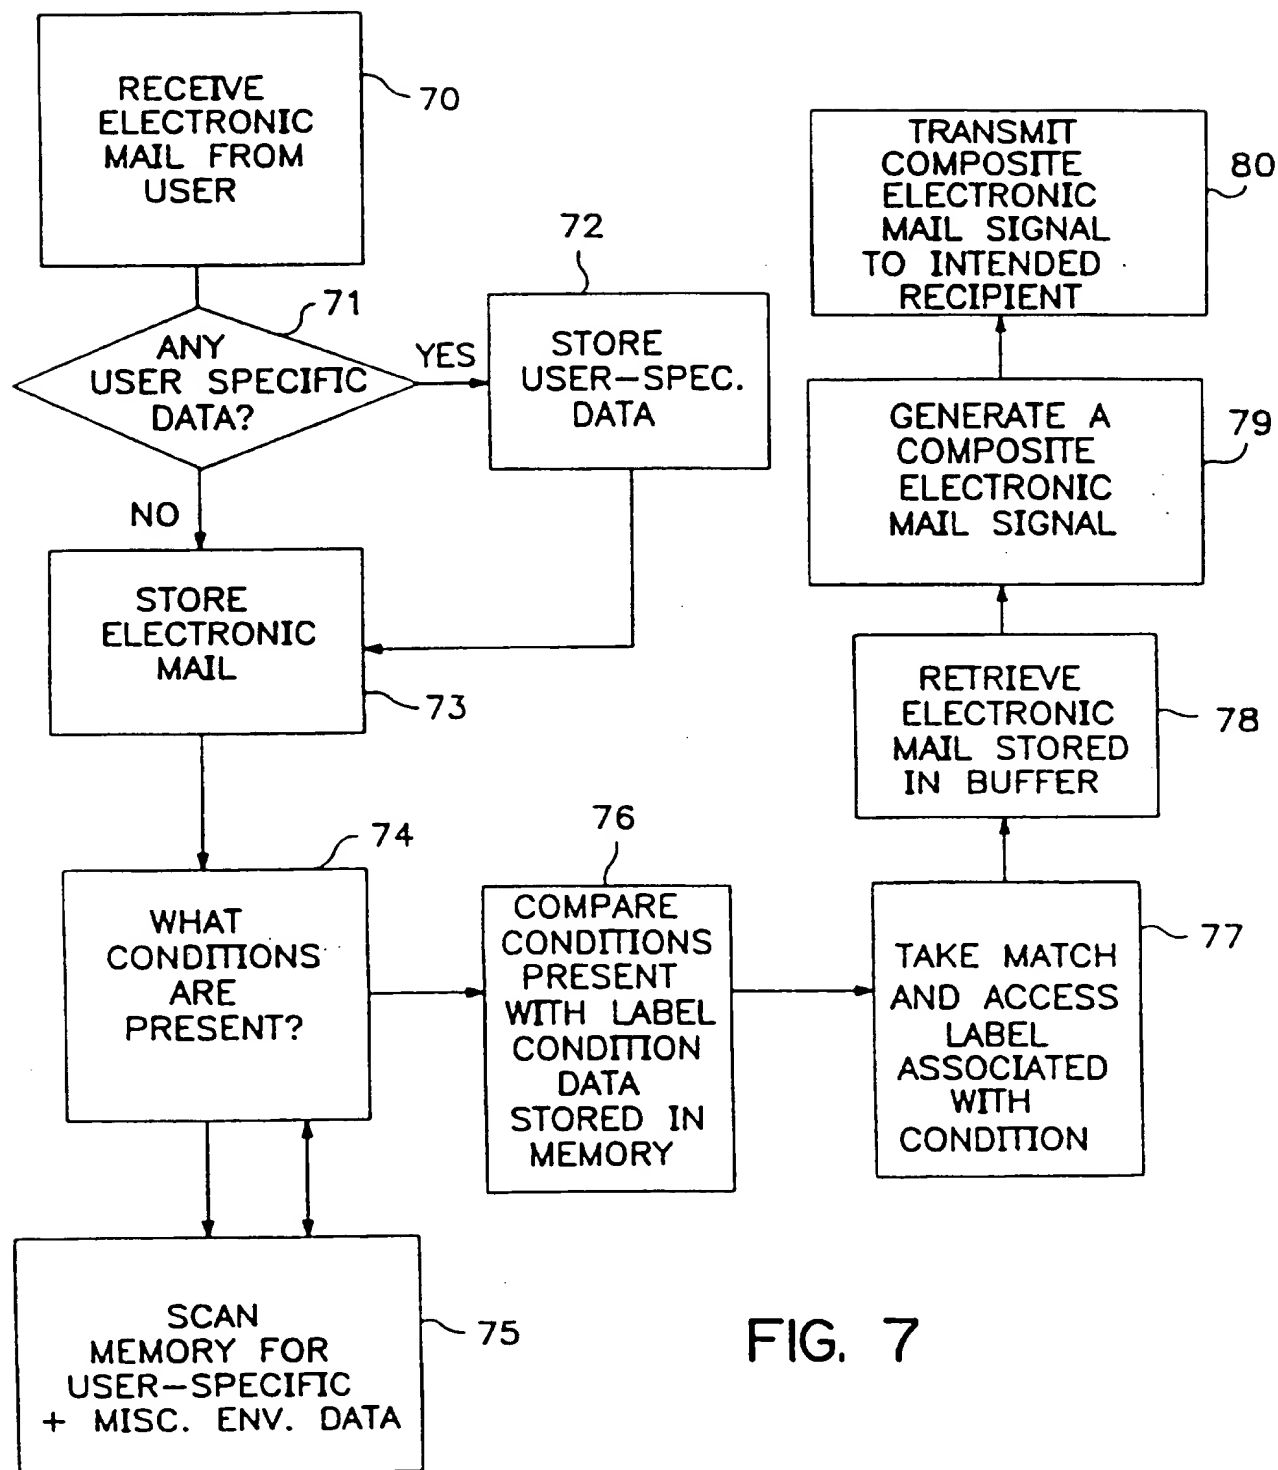 RECEIVE
ELECTRONIC
MAIL FROM
USER
70
71
ANY
USER SPECIFIC
DATA?
YES
NO
72
STORE
USER-SPEC.
DATA
STORE
ELECTRONIC
MAIL
73
74
WHAT
CONDITIONS
ARE
PRESENT?
SCAN
MEMORY FOR
USER-SPECIFIC
+ MISC. ENV. DATA
75
76
COMPARE
CONDITIONS
PRESENT
WITH LABEL
CONDITION
DATA
STORED IN
MEMORY
TAKE MATCH
AND ACCESS
LABEL
ASSOCIATED
WITH
CONDITION
77
RETRIEVE
ELECTRONIC
MAIL STORED
IN BUFFER
78
GENERATE A
COMPOSITE
ELECTRONIC
MAIL SIGNAL
79
TRANSMIT
COMPOSITE
ELECTRONIC
MAIL SIGNAL
TO INTENDED
RECIPIENT
80
FIG. 7